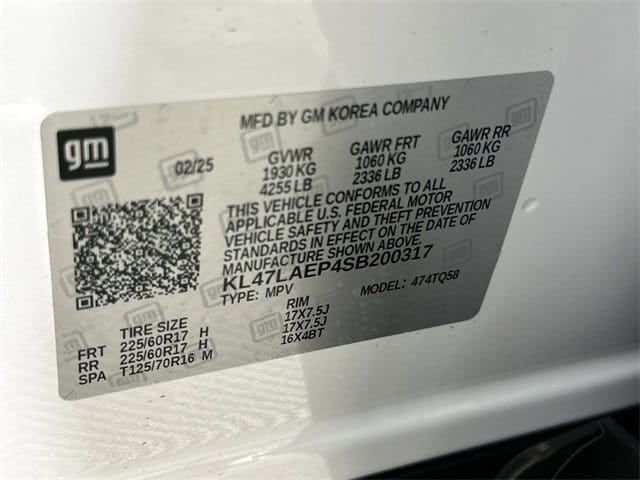 MFD BY GM KOREA COMPANY
gm
02/25
GVWR GAWR FRT GAWR RR
1930 KG 1060 KG 1060 KG
4255 LB 2336 LB 2336 LB
THIS VEHICLE CONFORMS TO ALL
APPLICABLE U.S. FEDERAL MOTOR
VEHICLE SAFETY AND THEFT PREVENTION
STANDARDS IN EFFECT ON THE DATE OF
MANUFACTURE SHOWN ABOVE.
KL47LAEP4SB200317
TYPE: MPV MODEL: 474TQ58
TIRE SIZE RIM
FRT 225/60R17 H 17X7.5J
RR 225/60R17 H 17X7.5J
SPA T125/70R16 M 16X4BT